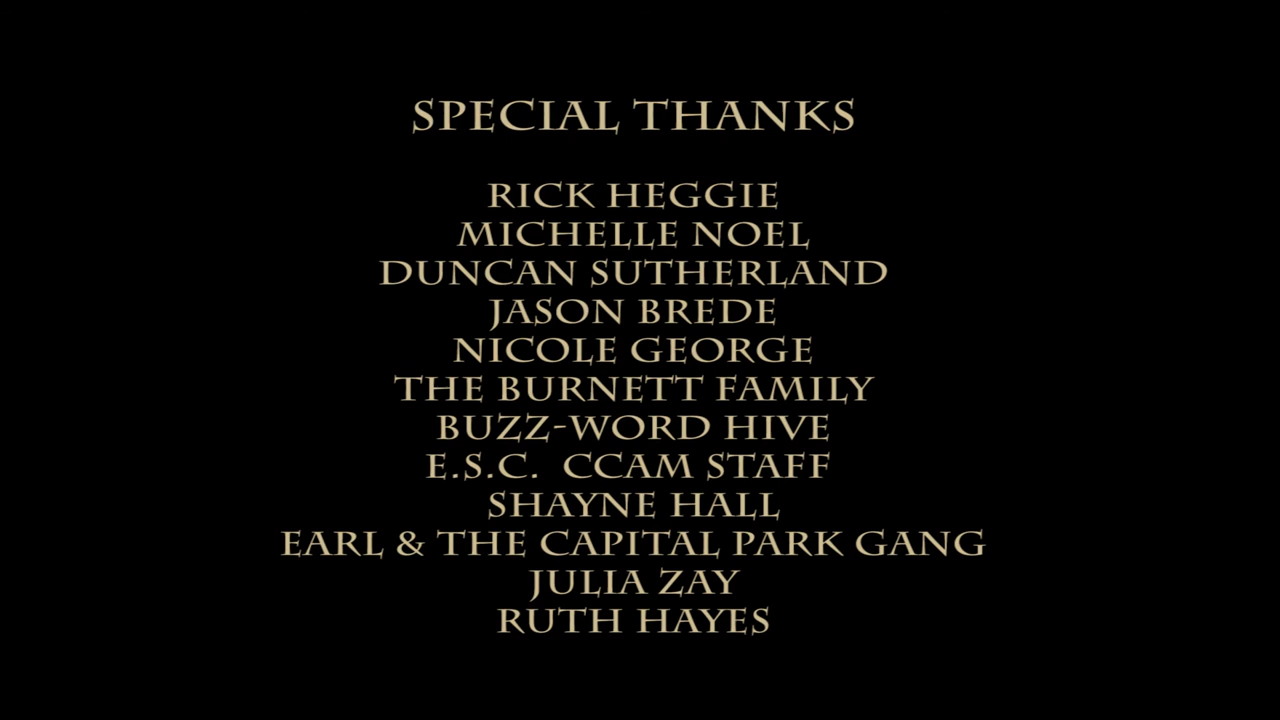 SPECIAL THANKS
RICK HEGGIE
MICHELLE NOEL
DUNCAN SUTHERLAND
JASON BREDE
NICOLE GEORGE
THE BURNETT FAMILY
BUZZ-WORD HIVE
E.S.C.  CCAM STAFF
SHAYNE HALL
EARL & THE CAPITAL PARK GANG
JULIA ZAY
RUTH HAYES